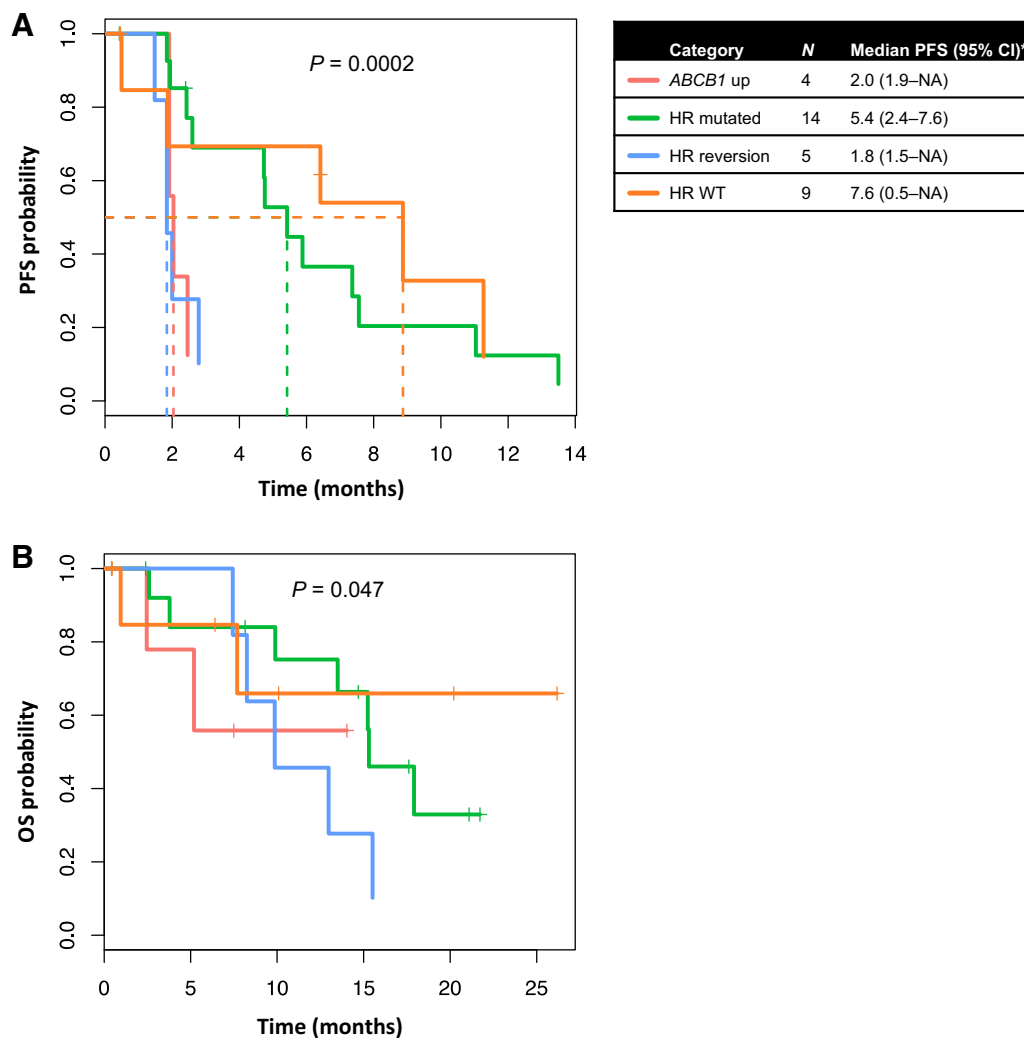 A
P = 0.0002
PFS probability
0.0 0.2 0.4 0.6 0.8 1.0
0 2 4 6 8 10 12 14
Time (months)
Category N Median PFS (95% CI)*
ABCB1 up 4 2.0 (1.9–NA)
HR mutated 14 5.4 (2.4–7.6)
HR reversion 5 1.8 (1.5–NA)
HR WT 9 7.6 (0.5–NA)
B
P = 0.047
OS probability
0.0 0.2 0.4 0.6 0.8 1.0
0 5 10 15 20 25
Time (months)